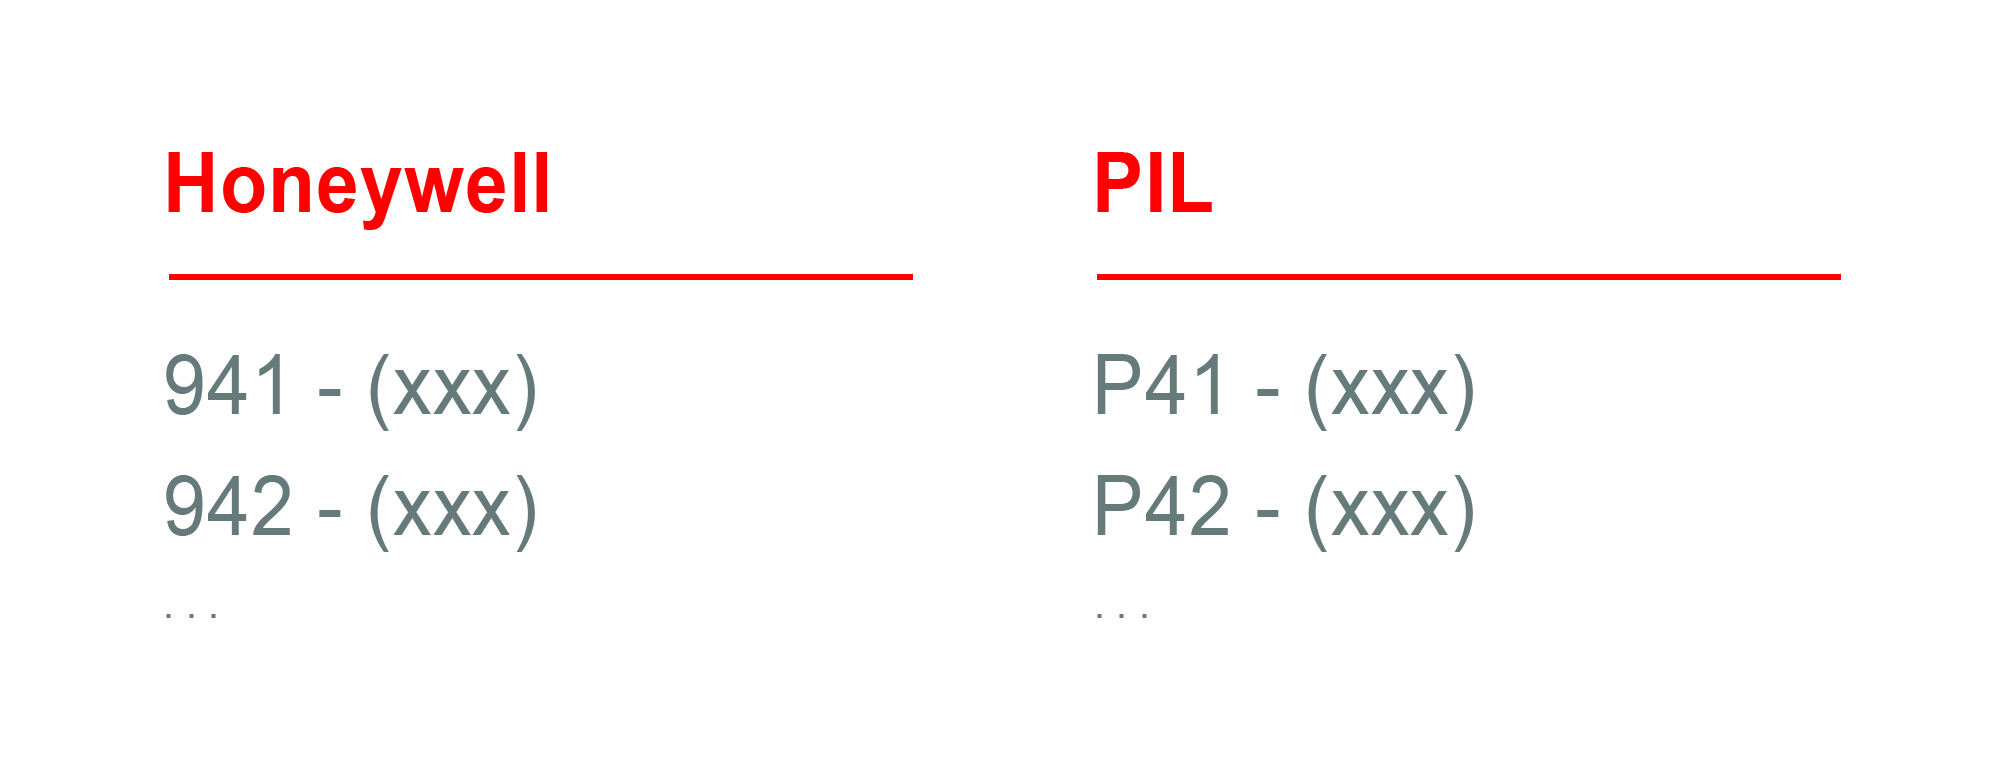 Honeywell
941 - (xxx)
942 - (xxx)
...
PIL
P41 - (xxx)
P42 - (xxx)
...